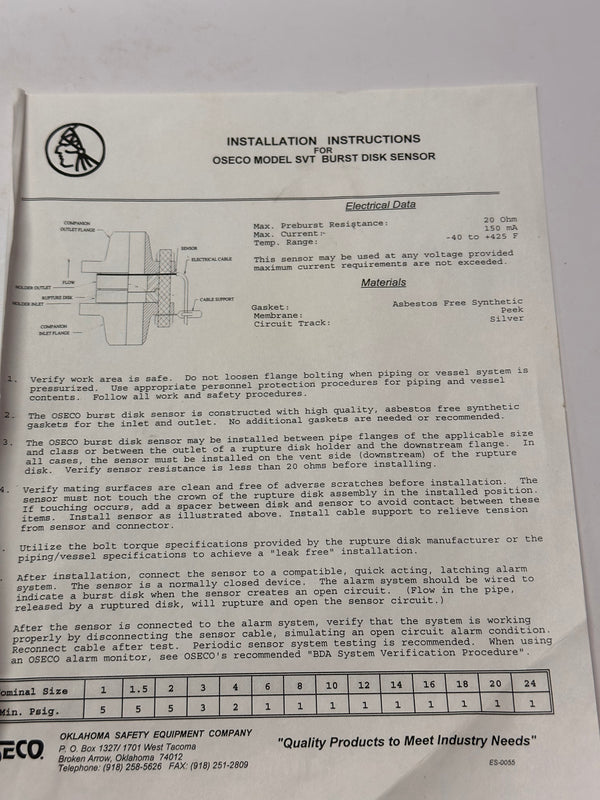 INSTALLATION INSTRUCTIONS
FOR
OSECO MODEL SVT BURST DISK SENSOR
Electrical Data
Max. Preburst Resistance: 20 Ohm
Max. Current: 150 mA
Temp. Range: -40 to +425 F
This sensor may be used at any voltage provided
maximum current requirements are not exceeded.
Materials
Gasket: Asbestos Free Synthetic
Membrane: Peek
Circuit Track: Silver
COMPANION
OUTLET FLANGE
SENSOR
ELECTRICAL CABLE
FLOW
HOLDER OUTLET
RUPTURE DISK
HOLDER INLET
CABLE SUPPORT
COMPANION
INLET FLANGE
1. Verify work area is safe. Do not loosen flange bolting when piping or vessel system is
pressurized. Use appropriate personnel protection procedures for piping and vessel
contents. Follow all work and safety procedures.
2. The OSECO burst disk sensor is constructed with high quality, asbestos free synthetic
gaskets for the inlet and outlet. No additional gaskets are needed or recommended.
3. The OSECO burst disk sensor may be installed between pipe flanges of the applicable size
and class or between the outlet of a rupture disk holder and the downstream flange. In
all cases, the sensor must be installed on the vent side (downstream) of the rupture
disk. Verify sensor resistance is less than 20 ohms before installing.
4. Verify mating surfaces are clean and free of adverse scratches before installation. The
sensor must not touch the crown of the rupture disk assembly in the installed position.
If touching occurs, add a spacer between disk and sensor to avoid contact between these
items. Install sensor as illustrated above. Install cable support to relieve tension
from sensor and connector.
. Utilize the bolt torque specifications provided by the rupture disk manufacturer or the
piping/vessel specifications to achieve a "leak free" installation.
. After installation, connect the sensor to a compatible, quick acting, latching alarm
system. The sensor is a normally closed device. The alarm system should be wired to
indicate a burst disk when the sensor creates an open circuit. (Flow in the pipe,
released by a ruptured disk, will rupture and open the sensor circuit.)
After the sensor is connected to the alarm system, verify that the system is working
properly by disconnecting the sensor cable, simulating an open circuit alarm condition.
Reconnect cable after test. Periodic sensor system testing is recommended. When using
an OSECO alarm monitor, see OSECO's recommended "BDA System Verification Procedure".
ominal Size 1 1.5 2 3 4 6 8 10 12 14 16 18 20 24
Min. Psig. 5 5 5 3 2 1 1 1 1 1 1 1 1 1
SECO.
OKLAHOMA SAFETY EQUIPMENT COMPANY
P. O. Box 1327/ 1701 West Tacoma
Broken Arrow, Oklahoma 74012
Telephone: (918) 258-5626 FAX: (918) 251-2809
"Quality Products to Meet Industry Needs"
ES-0055